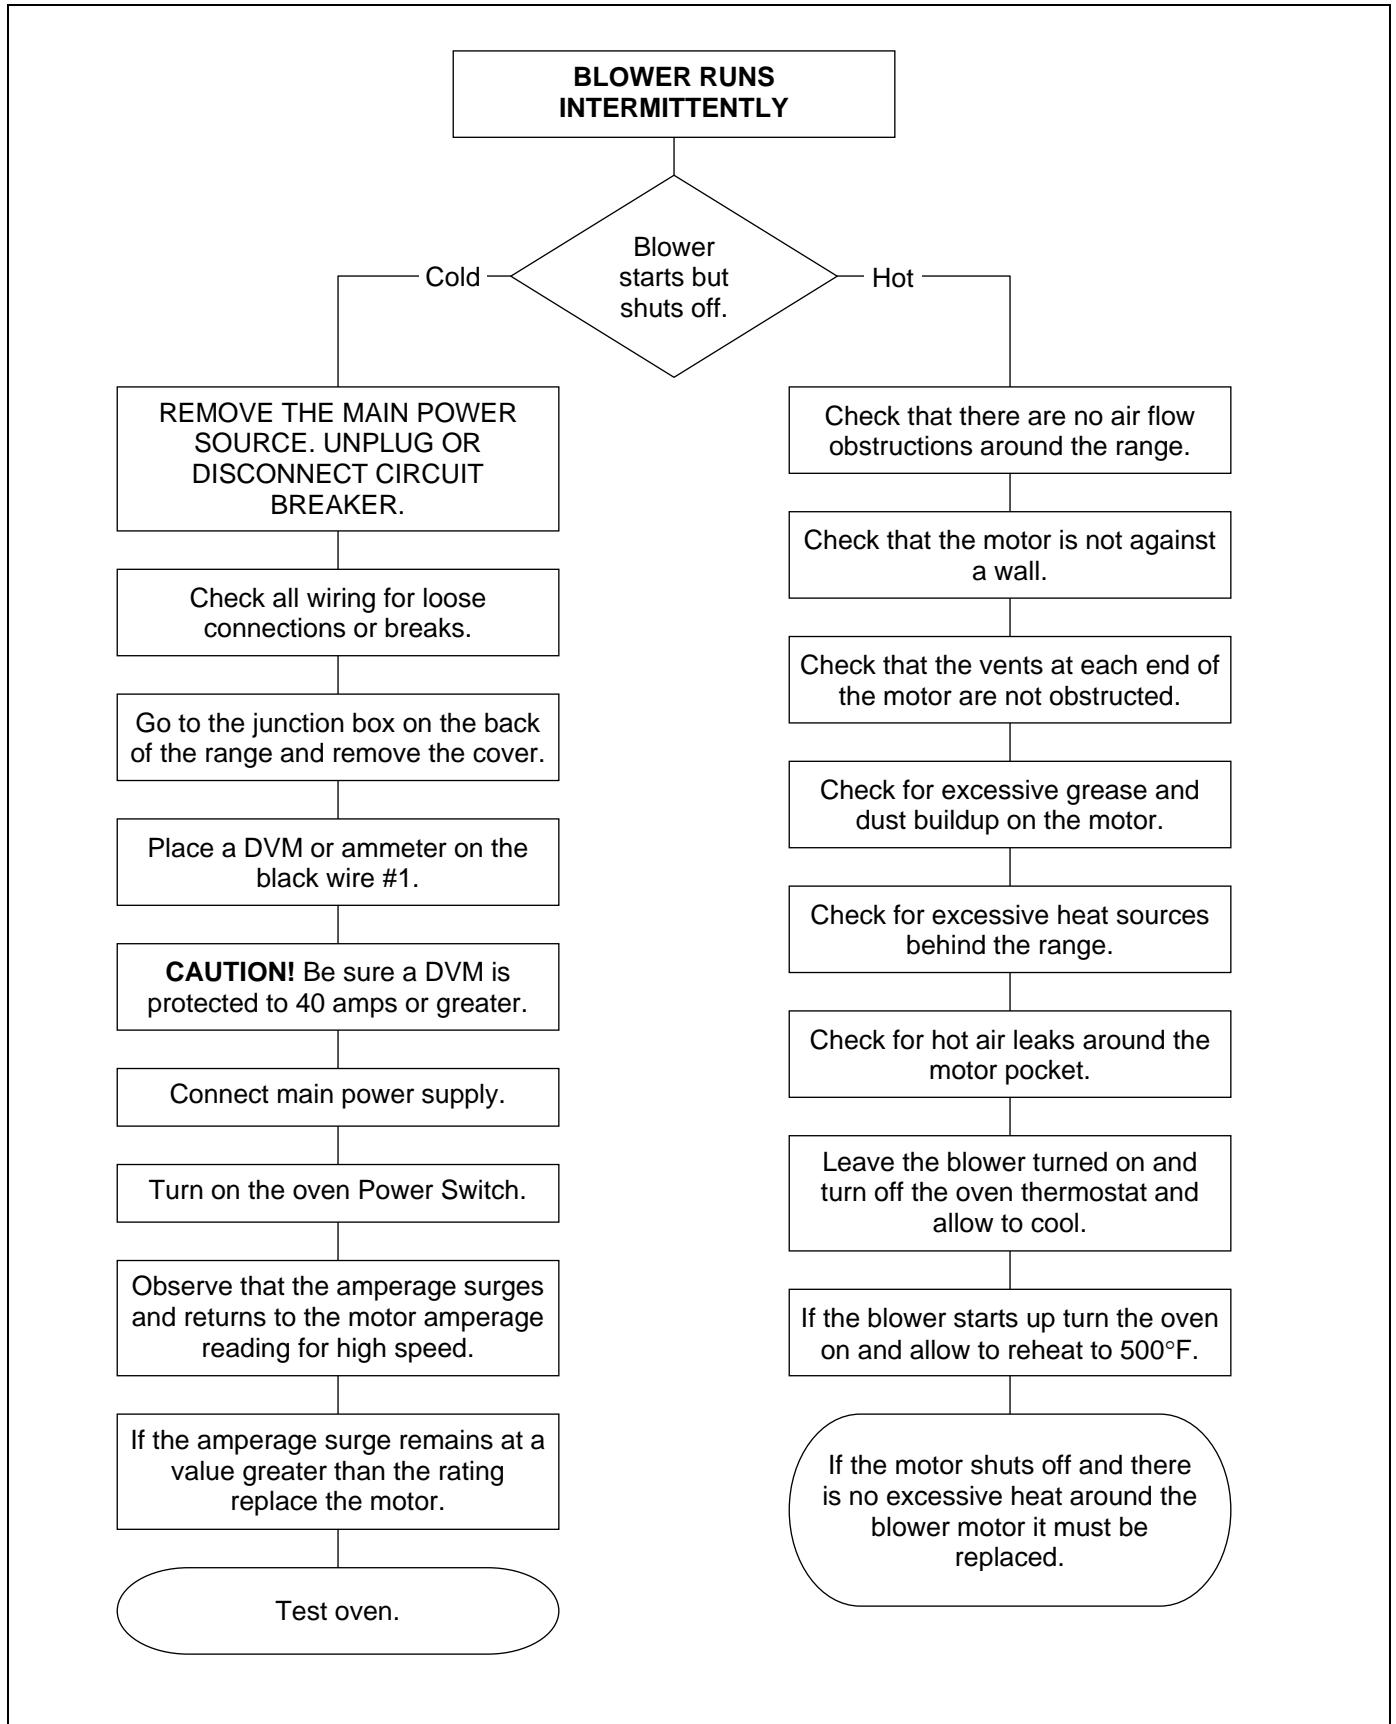 BLOWER RUNS
INTERMITTENTLY
Blower
starts but
shuts off.
Cold
Hot
REMOVE THE MAIN POWER
SOURCE. UNPLUG OR
DISCONNECT CIRCUIT
BREAKER.
Check all wiring for loose
connections or breaks.
Go to the junction box on the back
of the range and remove the cover.
Place a DVM or ammeter on the
black wire #1.
CAUTION! Be sure a DVM is
protected to 40 amps or greater.
Connect main power supply.
Turn on the oven Power Switch.
Observe that the amperage surges
and returns to the motor amperage
reading for high speed.
If the amperage surge remains at a
value greater than the rating
replace the motor.
Test oven.
Check that there are no air flow
obstructions around the range.
Check that the motor is not against
a wall.
Check that the vents at each end of
the motor are not obstructed.
Check for excessive grease and
dust buildup on the motor.
Check for excessive heat sources
behind the range.
Check for hot air leaks around the
motor pocket.
Leave the blower turned on and
turn off the oven thermostat and
allow to cool.
If the blower starts up turn the oven
on and allow to reheat to 500°F.
If the motor shuts off and there
is no excessive heat around the
blower motor it must be
replaced.